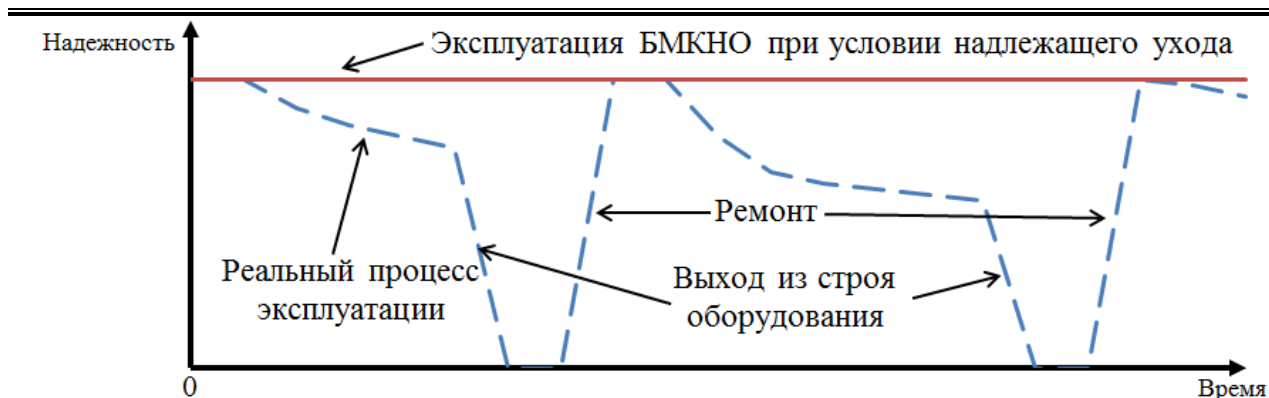 Надежность
Эксплуатация БМКНО при условии надлежащего ухода
Ремонт
Реальный процесс
эксплуатации
Выход из строя
оборудования
0
Время